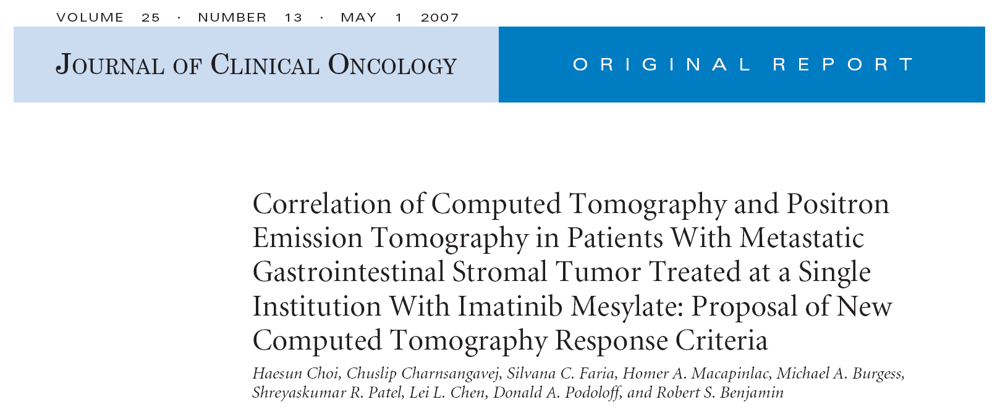 VOLUME 25 · NUMBER 13 · MAY 1 2007
JOURNAL OF CLINICAL ONCOLOGY
ORIGINAL REPORT
Correlation of Computed Tomography and Positron
Emission Tomography in Patients With Metastatic
Gastrointestinal Stromal Tumor Treated at a Single
Institution With Imatinib Mesylate: Proposal of New
Computed Tomography Response Criteria
Haesun Choi, Chuslip Charnsangavej, Silvana C. Faria, Homer A. Macapinlac, Michael A. Burgess,
Shreyaskumar R. Patel, Lei L. Chen, Donald A. Podoloff, and Robert S. Benjamin